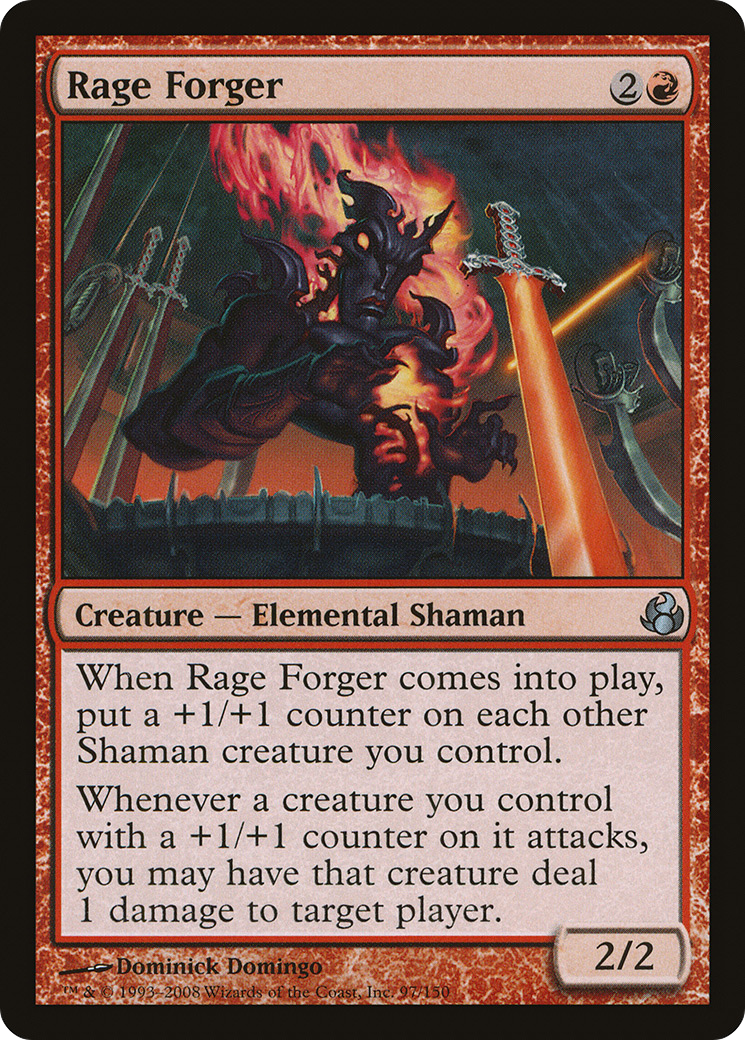 Rage Forger 2
Creature — Elemental Shaman
When Rage Forger comes into play,
put a +1/+1 counter on each other
Shaman creature you control.
Whenever a creature you control
with a +1/+1 counter on it attacks,
you may have that creature deal
1 damage to target player.
2/2
Dominick Domingo
™ & © 1993–2008 Wizards of the Coast, Inc. 97/150